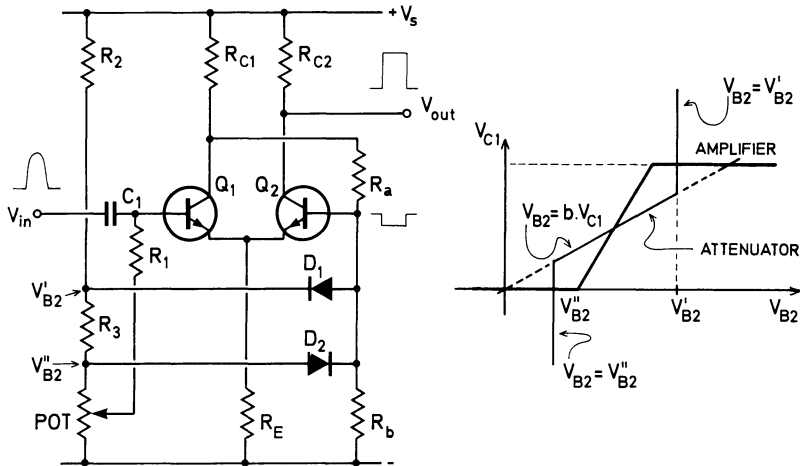 + Vs
R2
RC1
RC2
Vout
C1
Q1
Q2
Ra
Vin
R1
D1
V'B2
R3
D2
V"B2
POT
RE
Rb
-
VC1
VB2=V'B2
AMPLIFIER
VB2=b.VC1
ATTENUATOR
V"B2
V'B2
VB2
VB2=V"B2